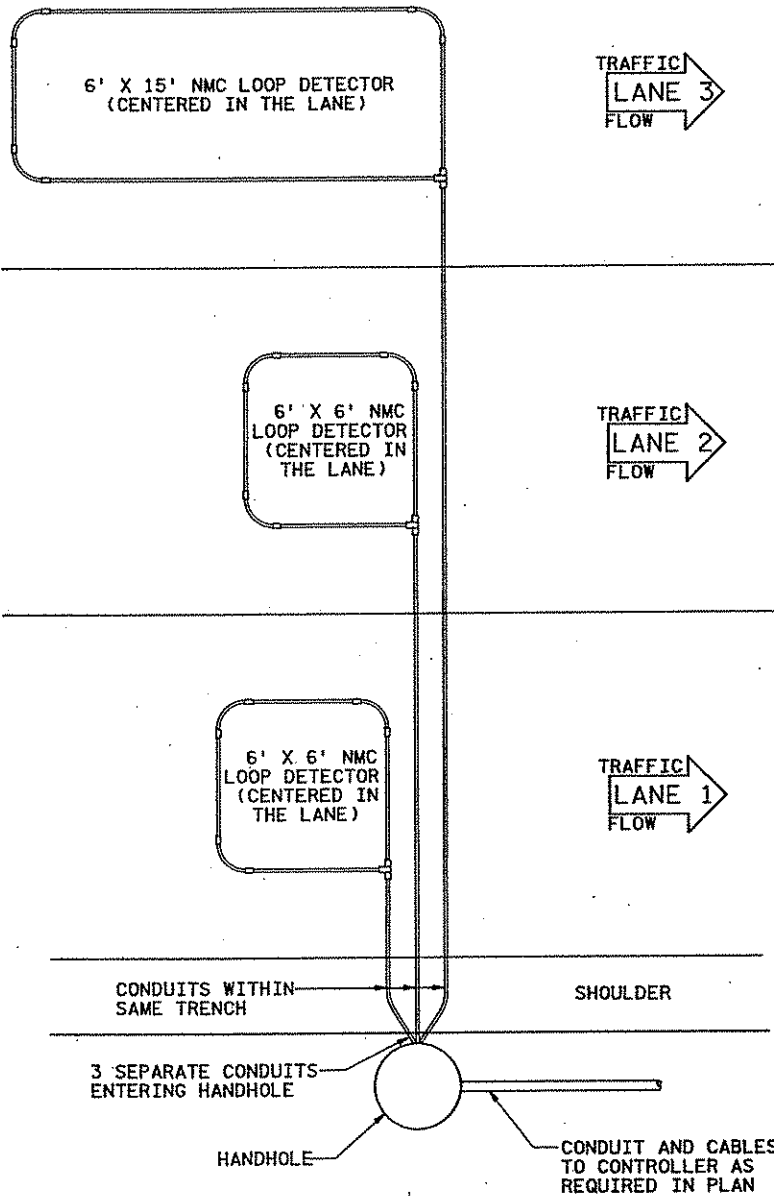 6' X 15' NMC LOOP DETECTOR
(CENTERED IN THE LANE)
TRAFFIC
LANE 3
FLOW
6' X 6' NMC
LOOP DETECTOR
(CENTERED IN
THE LANE)
TRAFFIC
LANE 2
FLOW
6' X 6' NMC
LOOP DETECTOR
(CENTERED IN
THE LANE)
TRAFFIC
LANE 1
FLOW
CONDUITS WITHIN
SAME TRENCH
SHOULDER
3 SEPARATE CONDUITS
ENTERING HANDHOLE
HANDHOLE
CONDUIT AND CABLES
TO CONTROLLER AS
REQUIRED IN PLAN